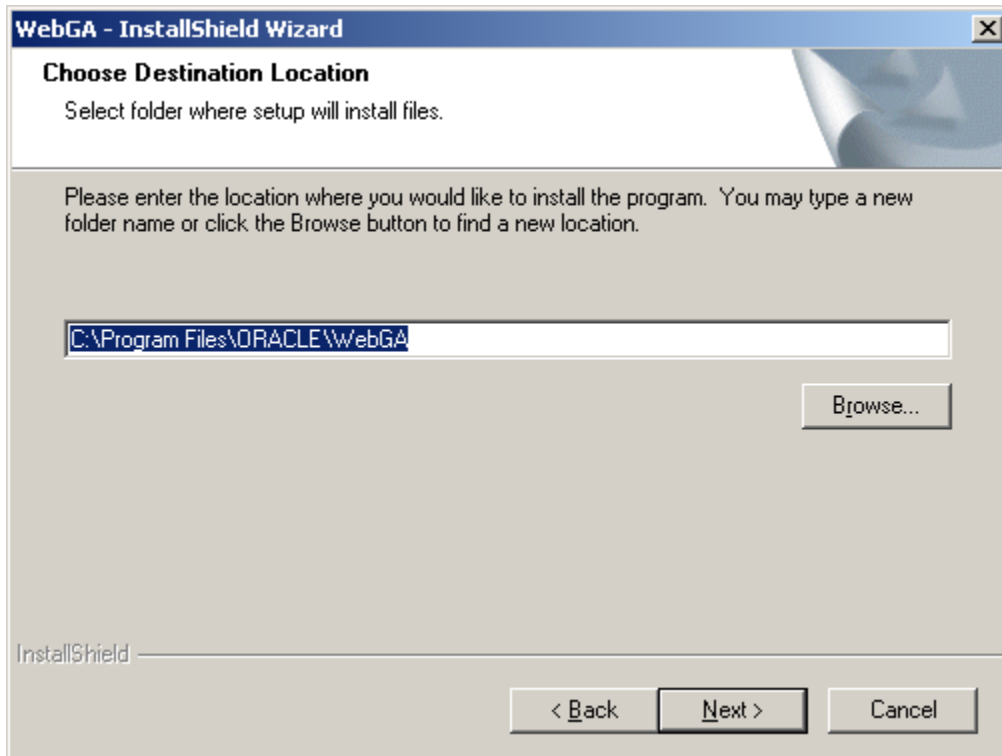 WebGA - InstallShield Wizard
Choose Destination Location
Select folder where setup will install files.
Please enter the location where you would like to install the program.  You may type a new
folder name or click the Browse button to find a new location.
C:\Program Files\ORACLE\WebGA
Browse...
InstallShield
< Back
Next >
Cancel